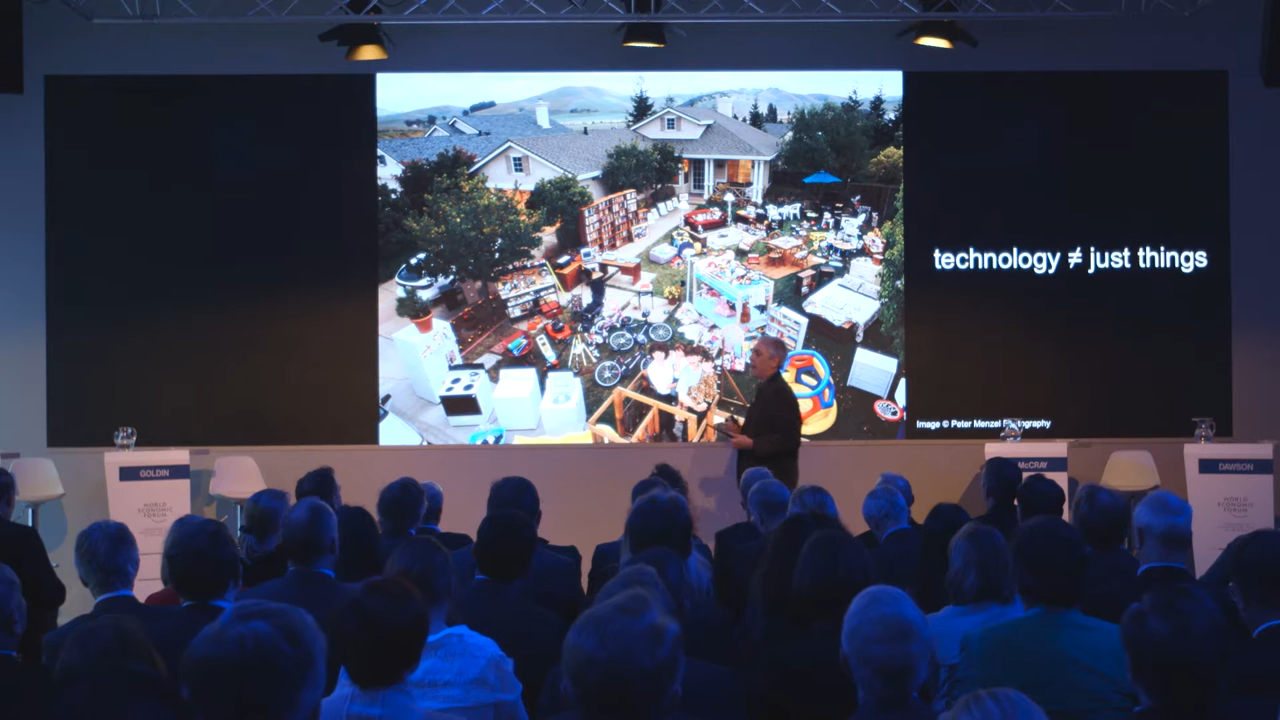 technology ≠ just things
Image © Peter Menzel Photography
GOLDIN
WORLD
ECONOMIC
FORUM
McCRAY
DAWSON
WORLD
ECONOMIC
FORUM